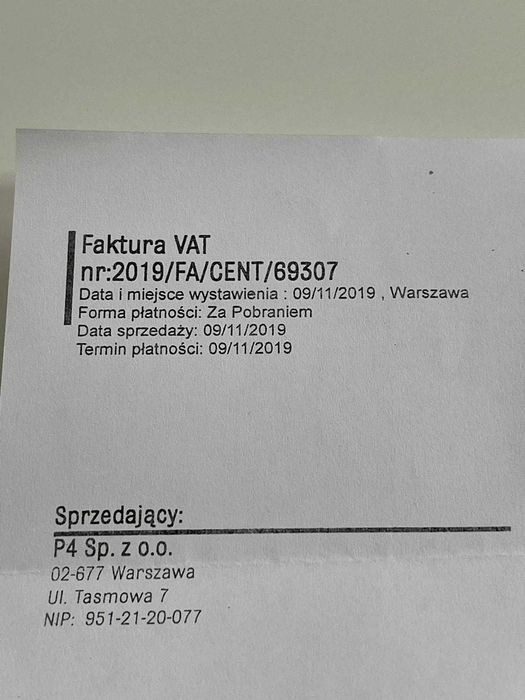 Faktura VAT
nr:2019/FA/CENT/69307
Data i miejsce wystawienia : 09/11/2019 , Warszawa
Forma płatności: Za Pobraniem
Data sprzedaży: 09/11/2019
Termin płatności: 09/11/2019
Sprzedający:
P4 Sp. z o.o.
02-677 Warszawa
Ul. Tasmowa 7
NIP: 951-21-20-077